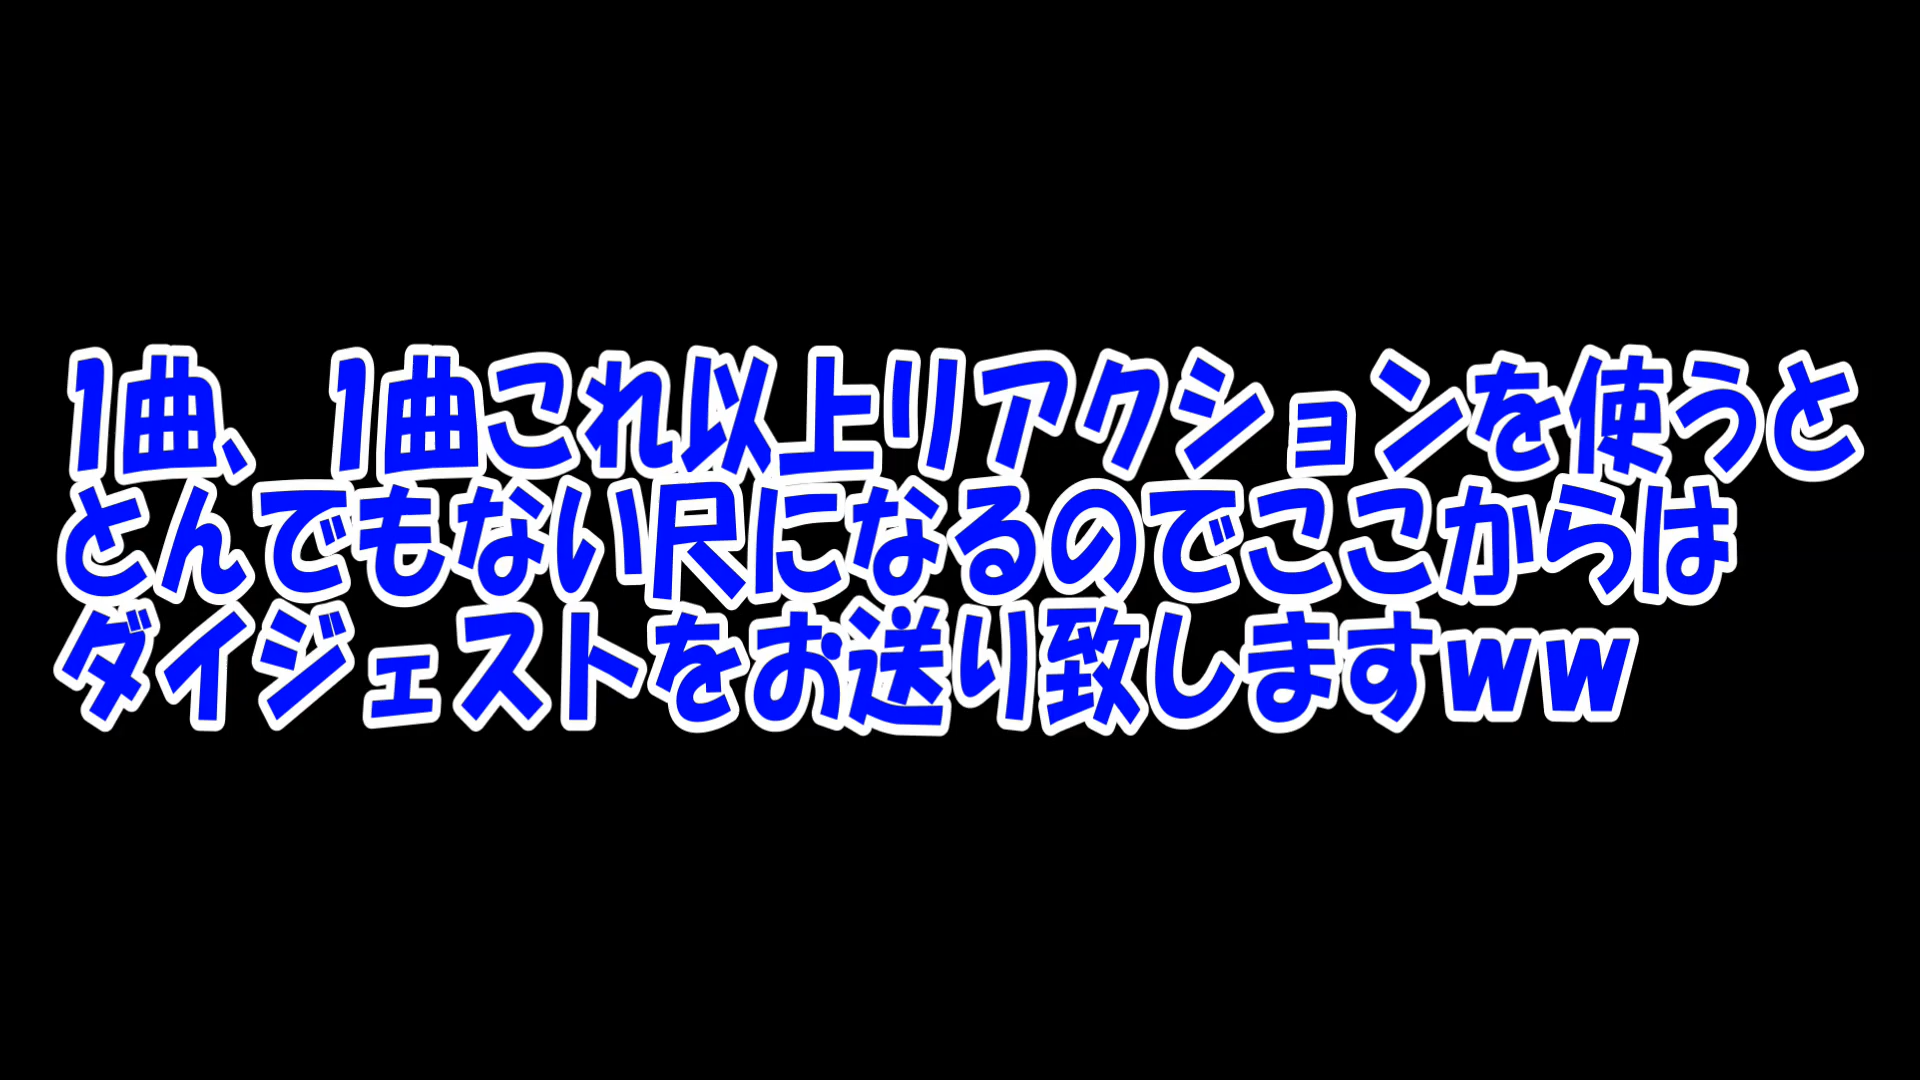 1曲、1曲これ以上リアクションを使うと
とんでもない尺になるのでここからは
ダイジェストをお送り致しますww